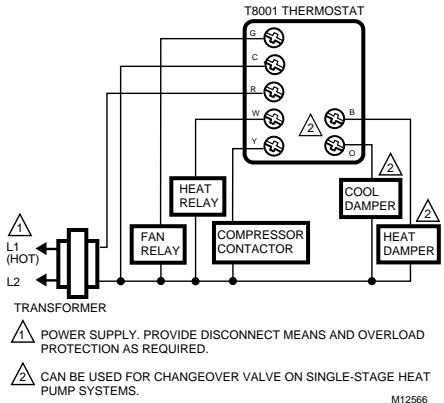 T8001 THERMOSTAT
G
C
R
W
Y
B
O
2
2
COOL
DAMPER
2
HEAT
DAMPER
HEAT
RELAY
FAN
RELAY
COMPRESSOR
CONTACTOR
1
L1
(HOT)
L2
TRANSFORMER
1 POWER SUPPLY. PROVIDE DISCONNECT MEANS AND OVERLOAD
PROTECTION AS REQUIRED.
2 CAN BE USED FOR CHANGEOVER VALVE ON SINGLE-STAGE HEAT
PUMP SYSTEMS.
M12566